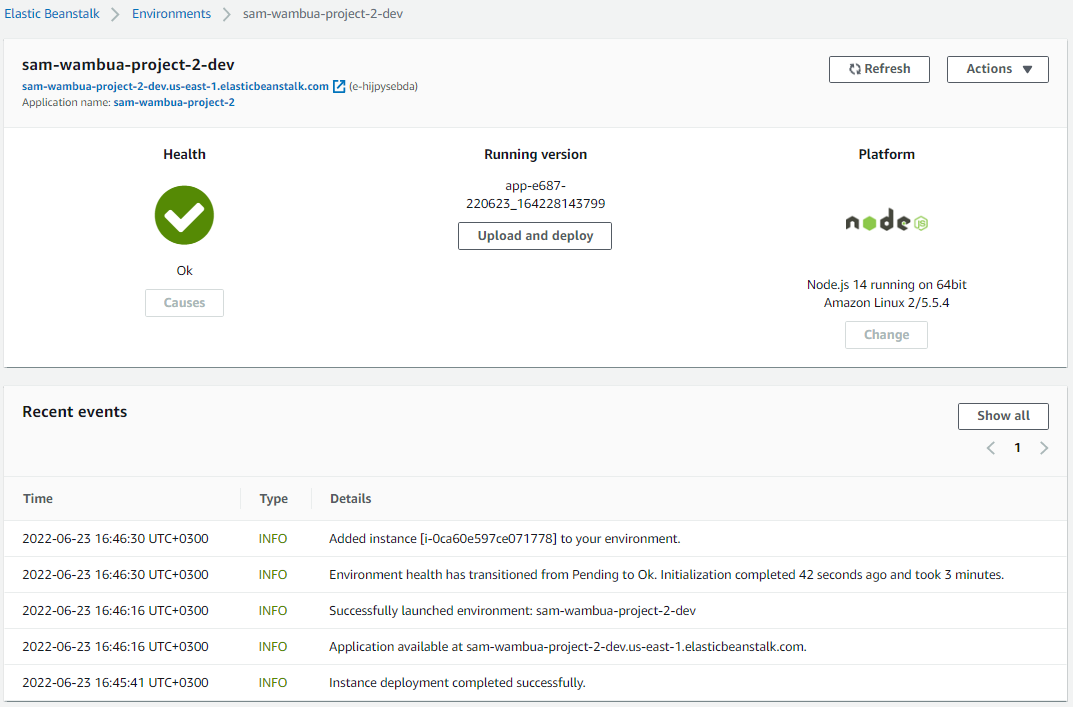 Elastic Beanstalk > Environments > sam-wambua-project-2-dev
sam-wambua-project-2-dev
Refresh
Actions
sam-wambua-project-2-dev.us-east-1.elasticbeanstalk.com (e-hijpysebda)
Application name: sam-wambua-project-2
Health
Running version
Platform
app-e687-
220623_164228143799
Upload and deploy
node JS
Ok
Causes
Node.js 14 running on 64bit
Amazon Linux 2/5.5.4
Change
Recent events
Show all
1
Time Type Details
2022-06-23 16:46:30 UTC+0300 INFO Added instance [i-0ca60e597ce071778] to your environment.
2022-06-23 16:46:30 UTC+0300 INFO Environment health has transitioned from Pending to Ok. Initialization completed 42 seconds ago and took 3 minutes.
2022-06-23 16:46:16 UTC+0300 INFO Successfully launched environment: sam-wambua-project-2-dev
2022-06-23 16:46:16 UTC+0300 INFO Application available at sam-wambua-project-2-dev.us-east-1.elasticbeanstalk.com.
2022-06-23 16:45:41 UTC+0300 INFO Instance deployment completed successfully.